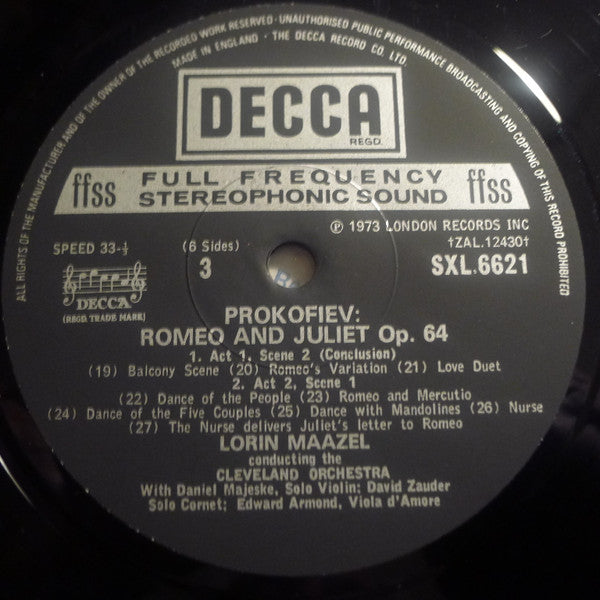 ALL RIGHTS OF THE MANUFACTURER AND OF THE OWNER OF THE RECORDED WORK RESERVED · UNAUTHORISED PUBLIC PERFORMANCE BROADCASTING AND COPYING OF THIS RECORD PROHIBITED
MADE IN ENGLAND · THE DECCA RECORD CO. LTD.
DECCA
REGD.
ffss FULL FREQUENCY STEREOPHONIC SOUND ffss
℗ 1973 LONDON RECORDS INC
SPEED 33-⅓ (6 Sides) †ZAL.12430†
3 SXL.6621
DECCA
(REGD. TRADE MARK)
PROKOFIEV:
ROMEO AND JULIET Op. 64
1. Act 1, Scene 2 (Conclusion)
(19) Balcony Scene (20) Romeo's Variation (21) Love Duet
2. Act 2, Scene 1
(22) Dance of the People (23) Romeo and Mercutio
(24) Dance of the Five Couples (25) Dance with Mandolines (26) Nurse
(27) The Nurse delivers Juliet's letter to Romeo
LORIN MAAZEL
conducting the
CLEVELAND ORCHESTRA
With Daniel Majeske, Solo Violin; David Zauder
Solo Cornet; Edward Armond, Viola d'Amore